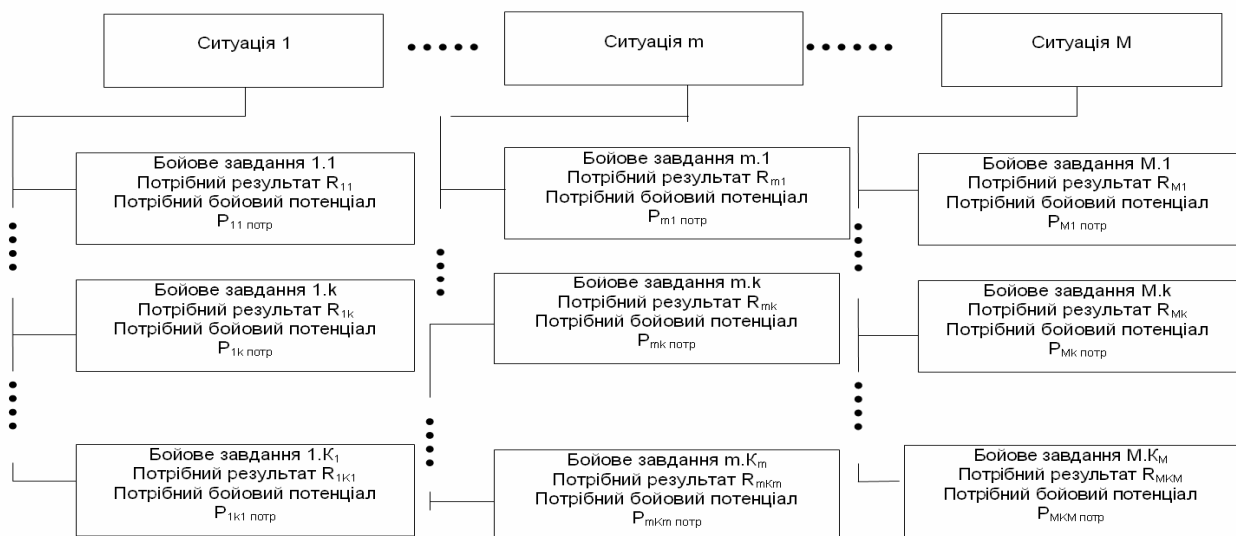 Ситуація 1
Ситуація m
Ситуація М
Бойове завдання 1.1
Потрібний результат R11
Потрібний бойовий потенціал
P11 потр
Бойове завдання m.1
Потрібний результат Rm1
Потрібний бойовий потенціал
Pm1 потр
Бойове завдання М.1
Потрібний результат RM1
Потрібний бойовий потенціал
PM1 потр
Бойове завдання 1.k
Потрібний результат R1k
Потрібний бойовий потенціал
P1k потр
Бойове завдання m.k
Потрібний результат Rmk
Потрібний бойовий потенціал
Pmk потр
Бойове завдання М.k
Потрібний результат RMk
Потрібний бойовий потенціал
PMk потр
Бойове завдання 1.К1
Потрібний результат R1К1
Потрібний бойовий потенціал
P1k1 потр
Бойове завдання m.Кm
Потрібний результат RmKm
Потрібний бойовий потенціал
PmKm потр
Бойове завдання М.КМ
Потрібний результат RMKM
Потрібний бойовий потенціал
PMKM потр